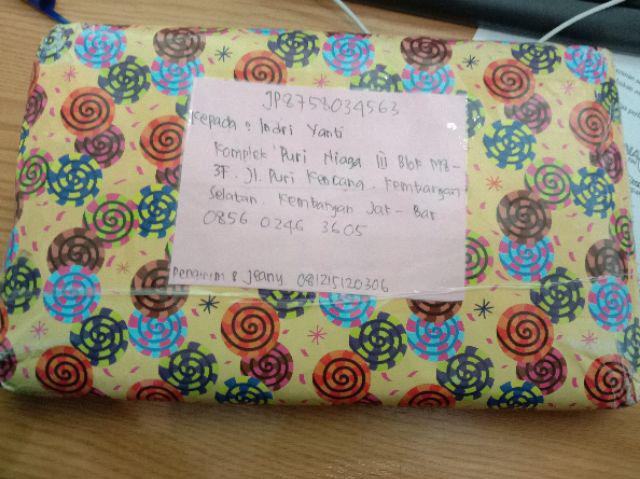 JP8758034563
Kepada : Indri Yanti
Komplek Puri Niaga III Blok M8-
3F. Jl. Puri Kencana. Kembangan
Selatan. Kembangan Jak-Bar
0856 0246 3605
Pengirim : Jeany 081215120306